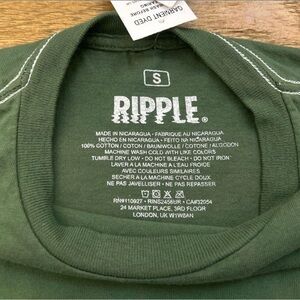 GARMENT DYED
WASH BEFORE
WEARING
S
RIPPLE®
MADE IN NICARAGUA - FABRIQUE AU NICARAGUA
HECHO EN NICARAGUA - FEITO NO NICARAGUA
100% COTTON / COTON / BAUMWOLLE / COTONE / ALGODON
MACHINE WASH COLD WITH LIKE COLORS
TUMBLE DRY LOW - DO NOT BLEACH - DO NOT IRON
LAVER A LA MACHINE A L'EAU FROIDE
AVEC COULEURS SIMILAIRES
SECHER A LA MACHINE CYCLE DOUX
NE PAS JAVELLISER - NE PAS REPASSER
24 MARKET PLACE, 3RD FLOOR
LONDON, UK W1W8AN